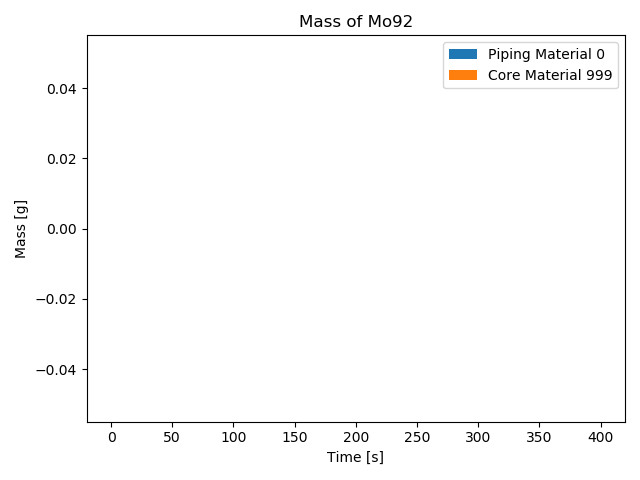 Mass of Mo92
Piping Material 0
Core Material 999
0.04
0.02
0.00
−0.02
−0.04
Mass [g]
0 50 100 150 200 250 300 350 400
Time [s]